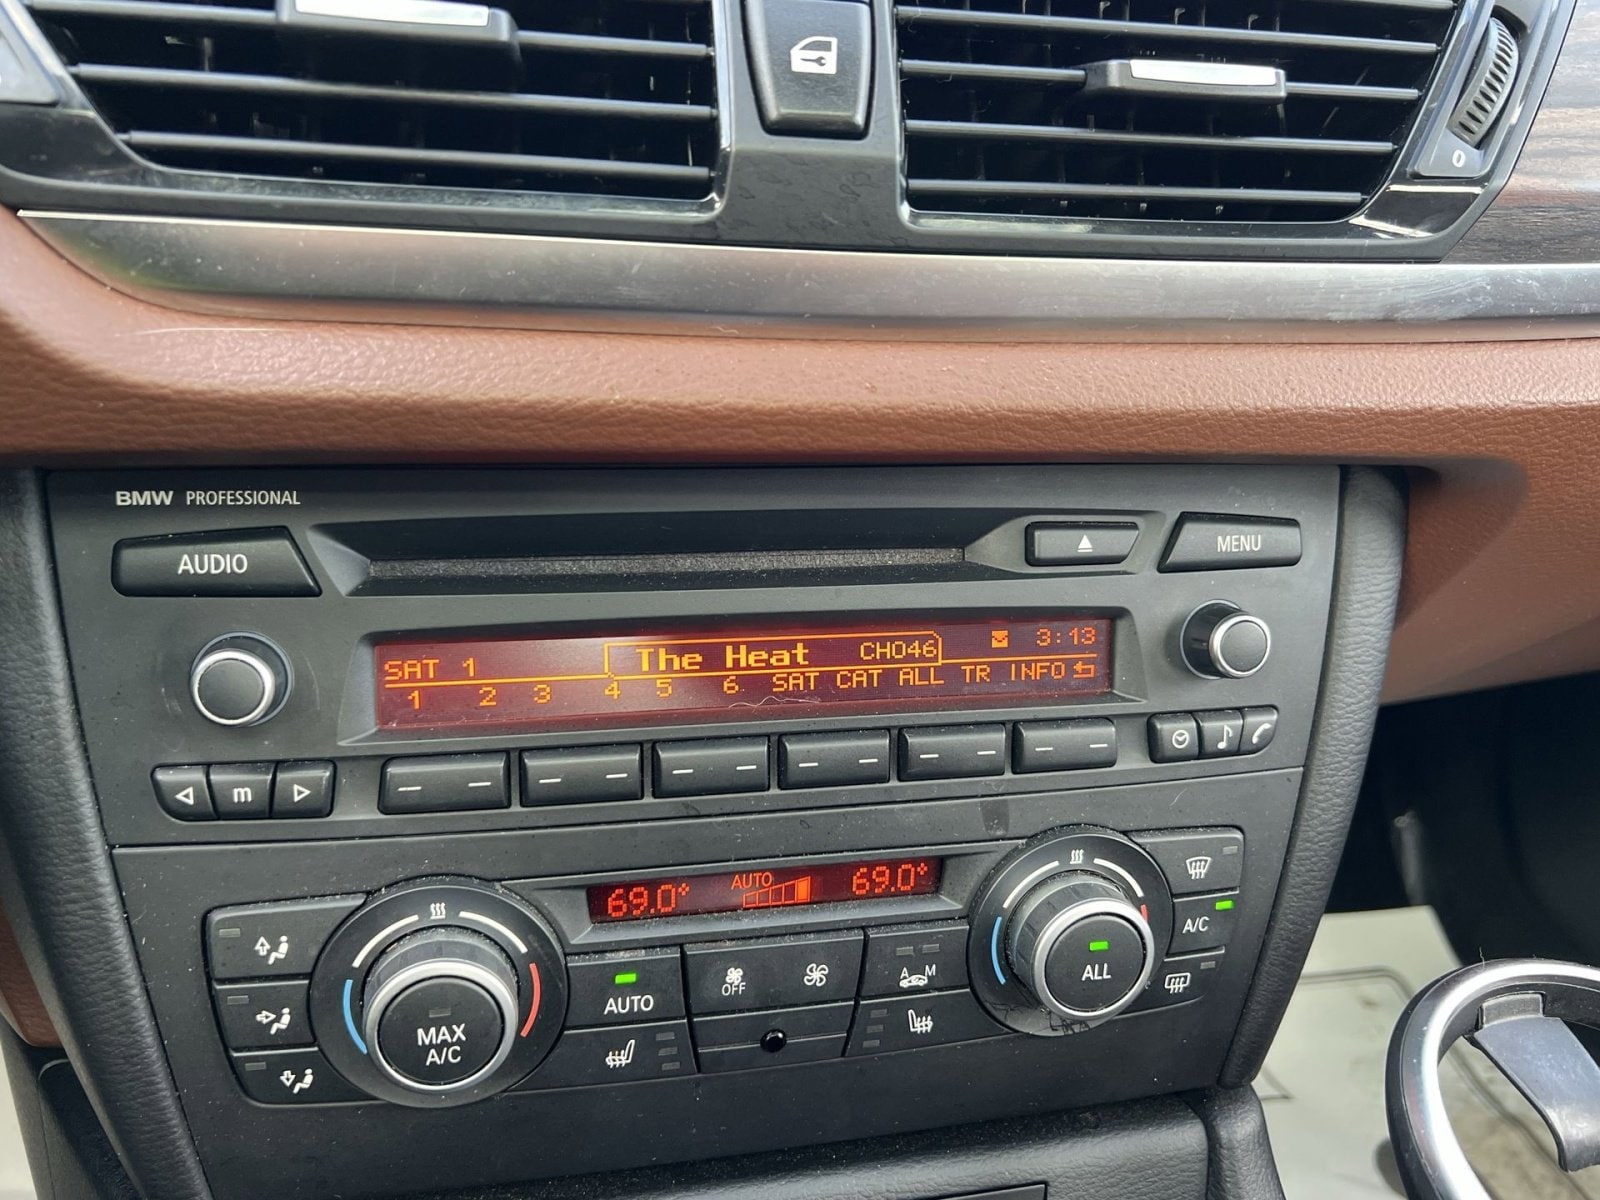 0
BMW PROFESSIONAL
AUDIO
MENU
SAT 1 The Heat CH046 3:13
1 2 3 4 5 6 SAT CAT ALL TR INFO
m
69.0° AUTO 69.0°
MAX A/C
AUTO
OFF
A M
ALL
A/C